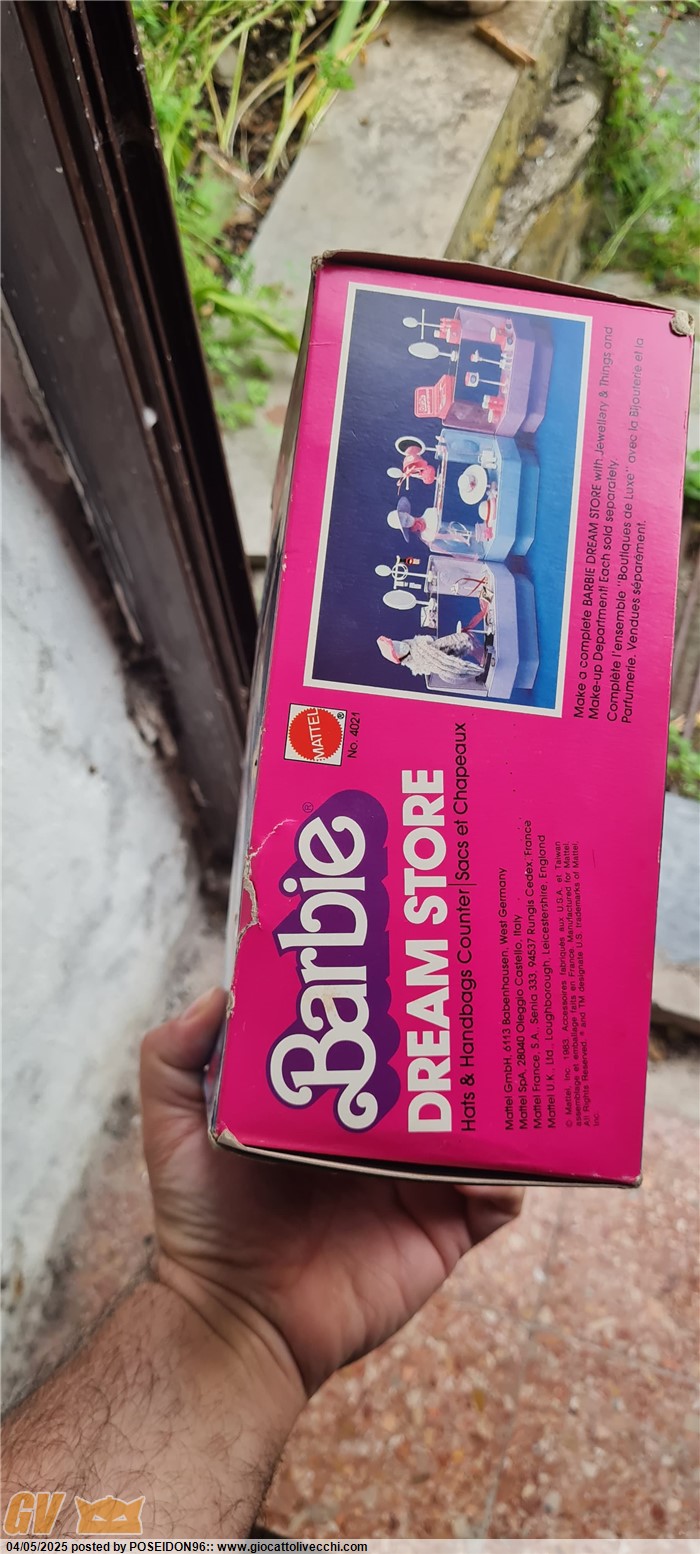 Barbie®
DREAM STORE
Hats & Handbags Counter | Sacs et Chapeaux
MATTEL®
No. 4021
Make a complete BARBIE DREAM STORE with Jewellery & Things and
Make-up Department! Each sold separately.
Complète l'ensemble "Boutiques de Luxe" avec la Bijouterie et la
Parfumerie. Vendues séparément.
Mattel GmbH, 6113 Babenhausen, West Germany
Mattel SpA, 28040 Oleggio Castello, Italy
Mattel France, S.A., Senia 333, 94537 Rungis Cedex, France
Mattel U.K., Ltd., Loughborough, Leicestershire, England
© Mattel, Inc. 1983. Accessoires fabriqués aux U.S.A. et Taiwan
assemblage et emballage faits en France. Manufactured for Mattel.
All Rights Reserved. ® and TM designate U.S. trademarks of Mattel,
Inc.
GV
04/05/2025 posted by POSEIDON96:: www.giocattolivecchi.com